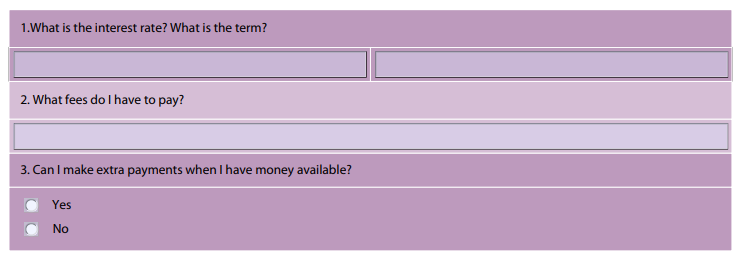 1.What is the interest rate? What is the term?
2. What fees do I have to pay?
3. Can I make extra payments when I have money available?
Yes
No